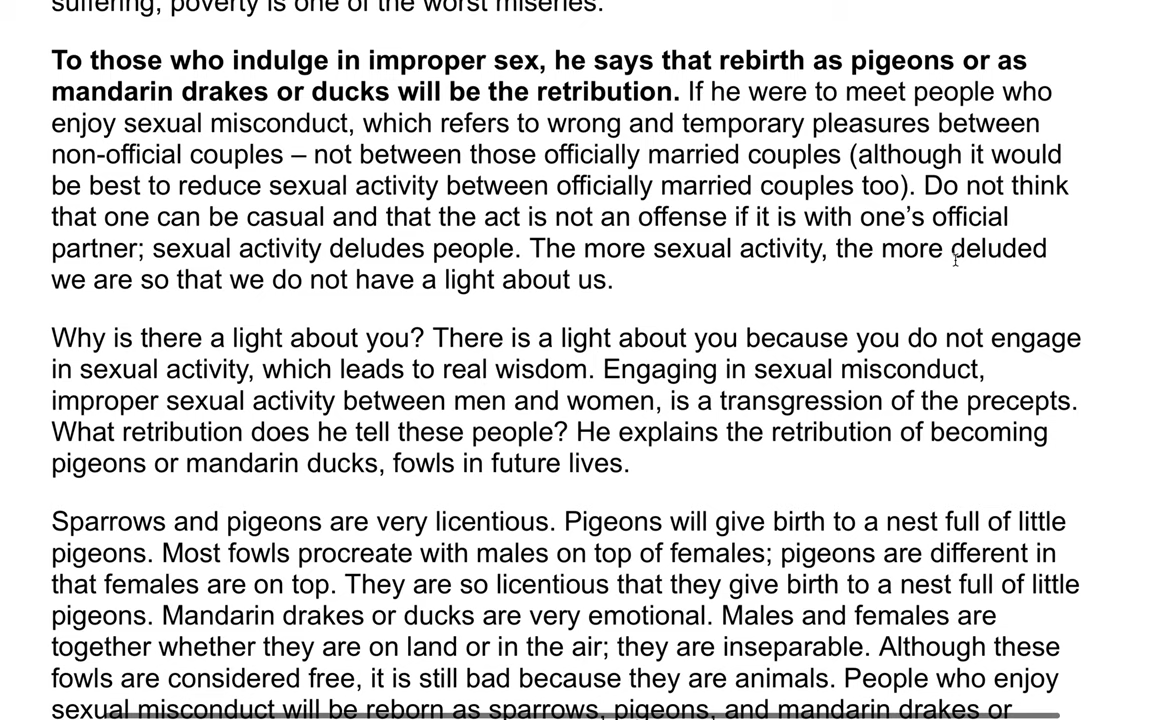 suffering, poverty is one of the worst miseries.
To those who indulge in improper sex, he says that rebirth as pigeons or as
mandarin drakes or ducks will be the retribution. If he were to meet people who
enjoy sexual misconduct, which refers to wrong and temporary pleasures between
non-official couples – not between those officially married couples (although it would
be best to reduce sexual activity between officially married couples too). Do not think
that one can be casual and that the act is not an offense if it is with one’s official
partner; sexual activity deludes people. The more sexual activity, the more deluded
we are so that we do not have a light about us.
Why is there a light about you? There is a light about you because you do not engage
in sexual activity, which leads to real wisdom. Engaging in sexual misconduct,
improper sexual activity between men and women, is a transgression of the precepts.
What retribution does he tell these people? He explains the retribution of becoming
pigeons or mandarin ducks, fowls in future lives.
Sparrows and pigeons are very licentious. Pigeons will give birth to a nest full of little
pigeons. Most fowls procreate with males on top of females; pigeons are different in
that females are on top. They are so licentious that they give birth to a nest full of little
pigeons. Mandarin drakes or ducks are very emotional. Males and females are
together whether they are on land or in the air; they are inseparable. Although these
fowls are considered free, it is still bad because they are animals. People who enjoy
sexual misconduct will be reborn as sparrows, pigeons, and mandarin drakes or